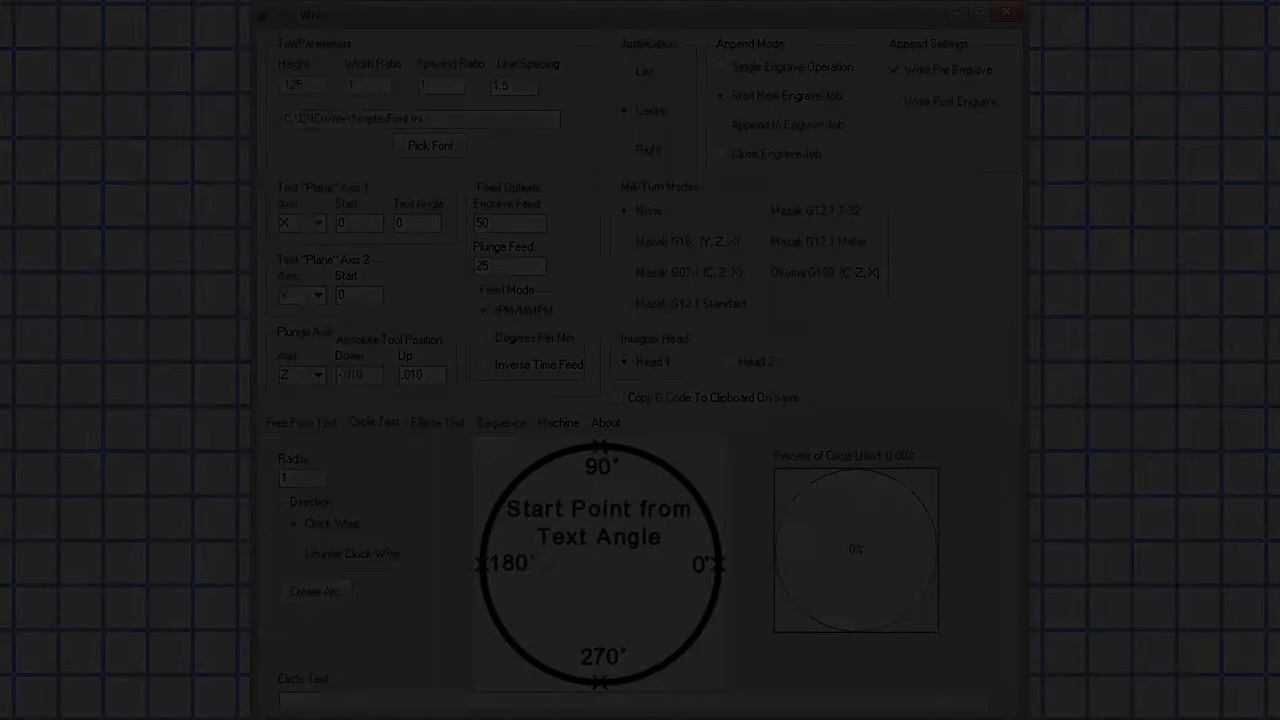 Write
Text Parameters
Height
Width Ratio
Spacing Ratio
Line Spacing
.125
1
1
1.5
Pick Font
Justification
Left
Center
Right
Append Mode
Single Engrave Operation
Start New Engrave Job
Append to Engrave Job
Close Engrave Job
Append Settings
Write Pre Engrave
Write Post Engrave
Text "Plane" Axis 1
Axis
Start
Text Angle
X
0
0
Text "Plane" Axis 2
Axis
Start
Y
0
Plunge Axis
Absolute Tool Position
Axis
Down
Up
Z
-.010
.010
Feed Options
Engrave Feed
50
Plunge Feed
25
Feed Mode
IPM/MMPM
Degrees Per Min
Inverse Time Feed
Mill/Turn Modes
None
Mazak G18 (Y, Z, X)
Mazak G07.1 (C, Z, X)
Mazak G12.1 Standard
Mazak G12.1 T-32
Mazak G12.1 Matrix
Okuma G138 (C, Z, X)
Integrex Head
Head 1
Head 2
Copy G Code To Clipboard On Save
Free Form Text
Circle Text
Ellipse Text
Sequence
Machine
About
Radius
1
Direction
Clock Wise
Counter Clock Wise
Create Arc
90°
Start Point from
Text Angle
180°
0°
270°
Percent of Circle Used: 0.00%
0%
Circle Text